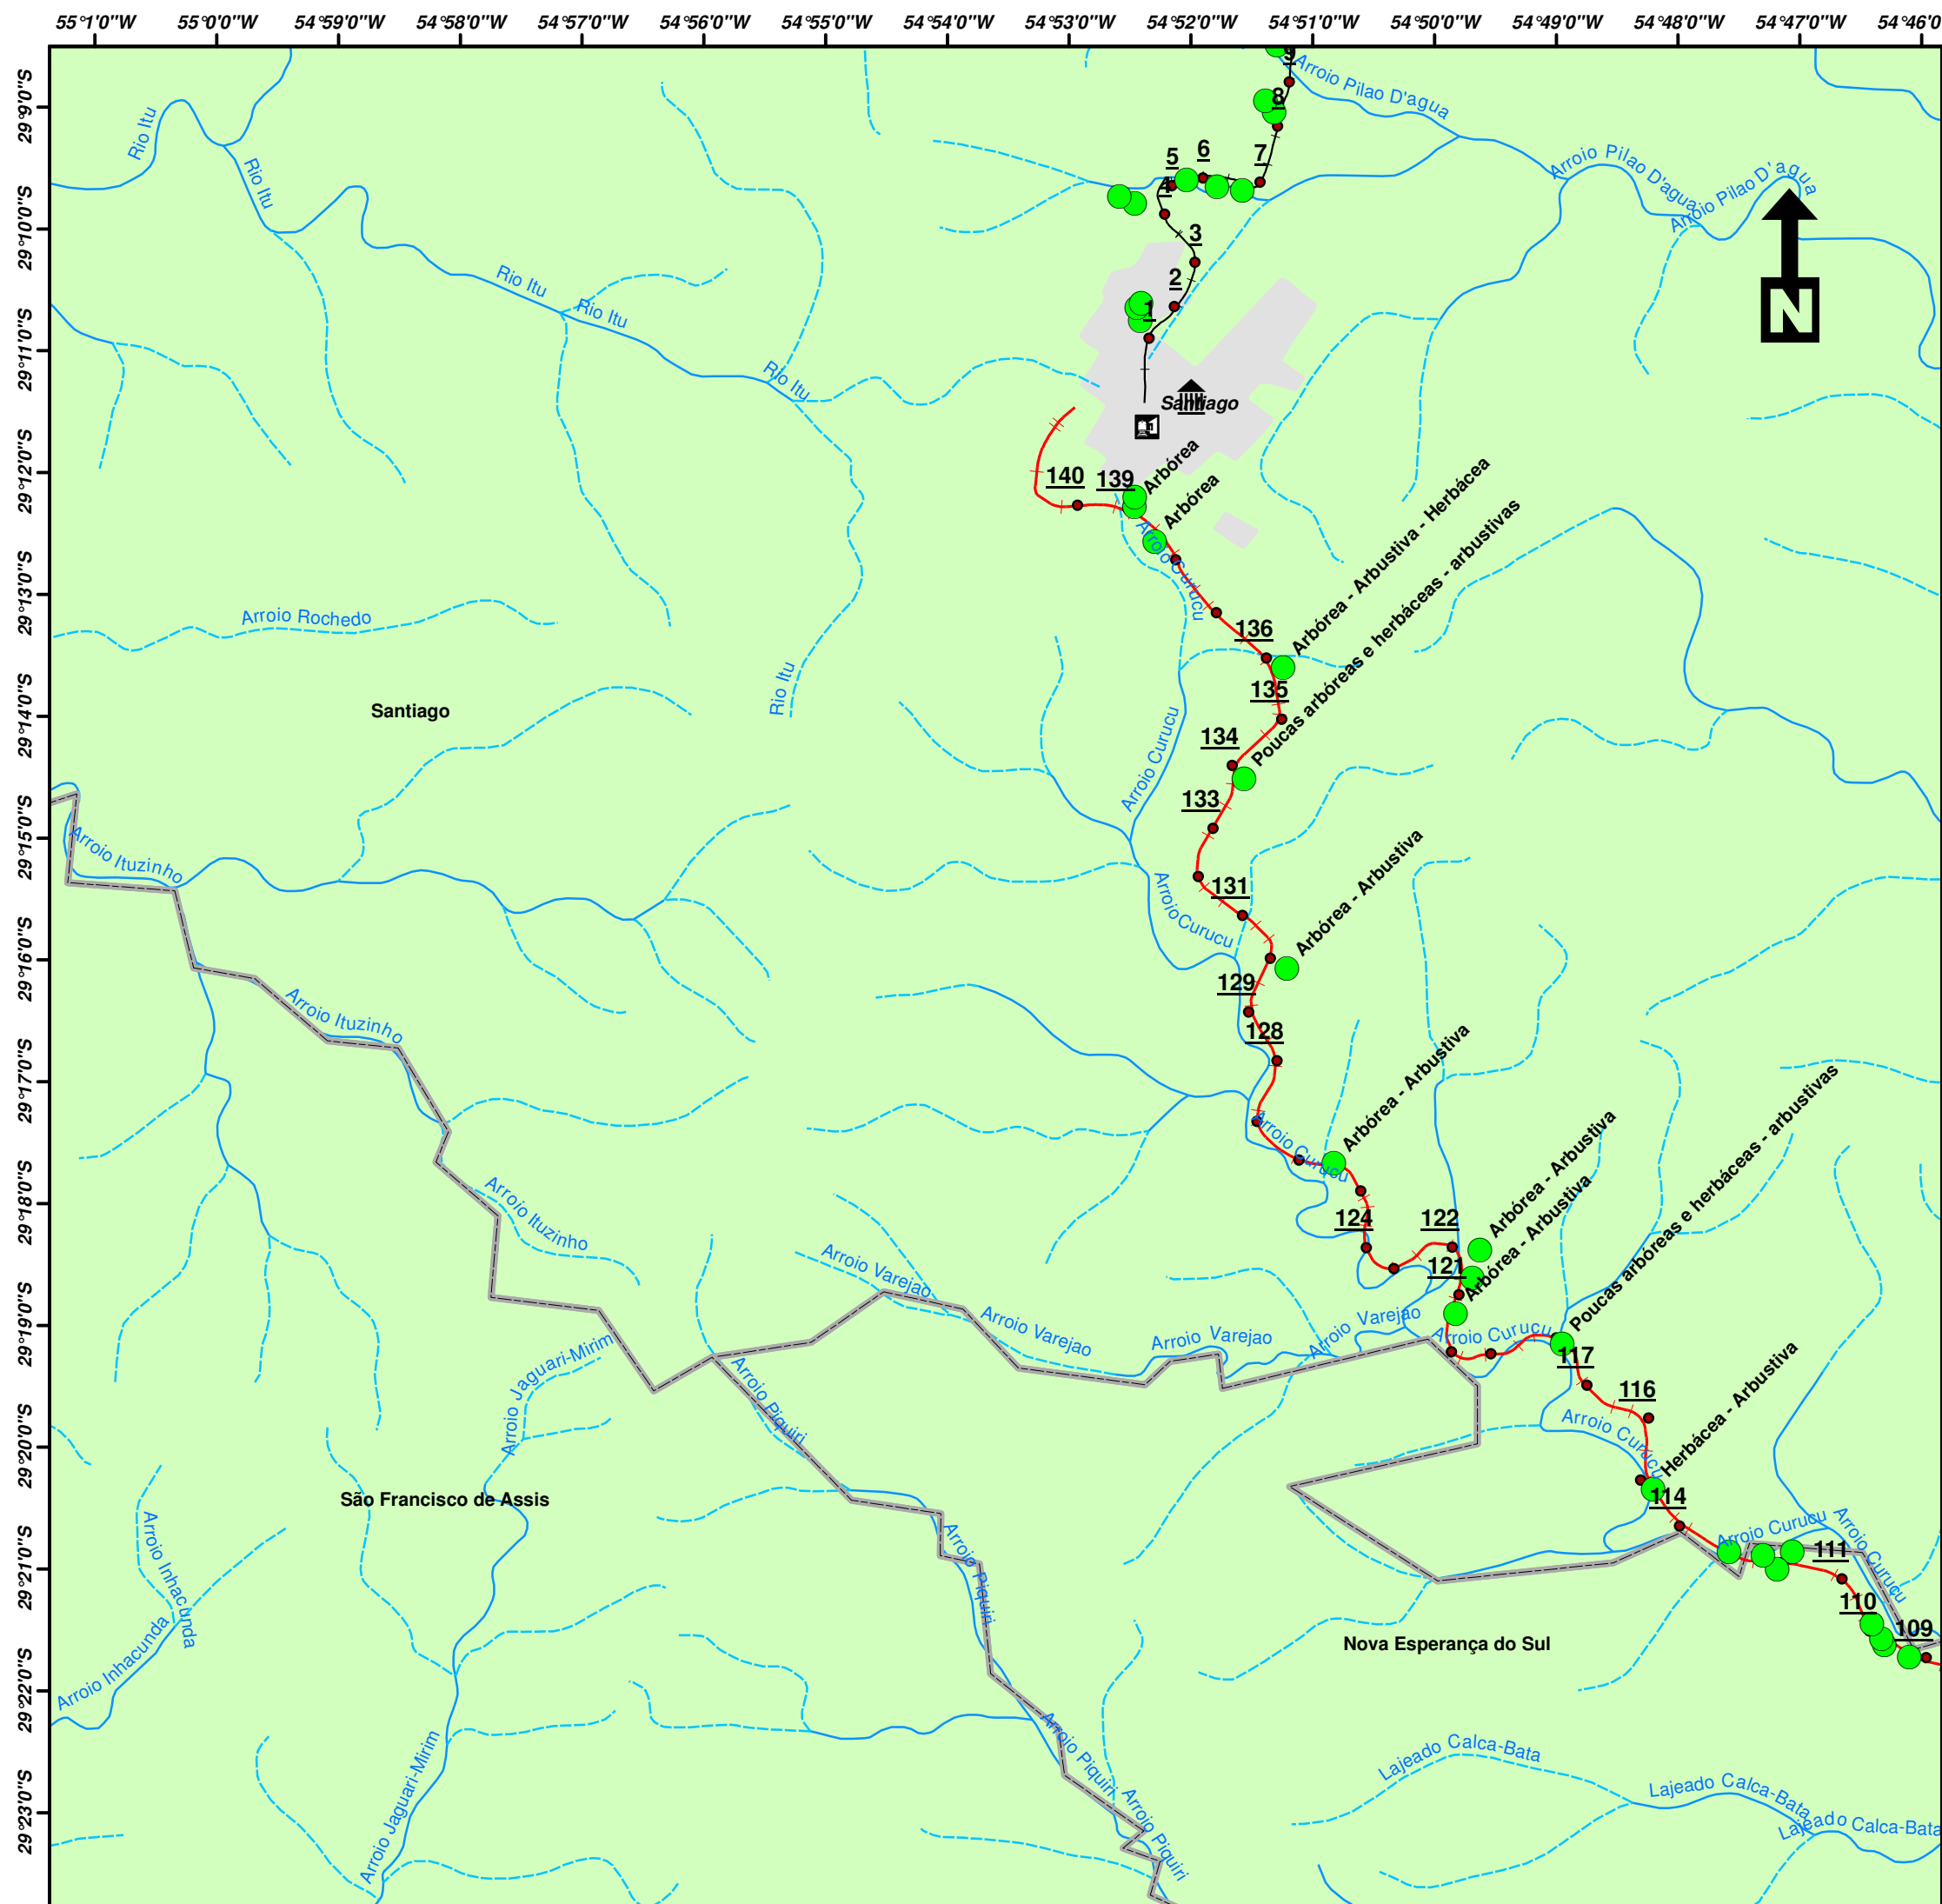 55°1'0"W 55°0'0"W 54°59'0"W 54°58'0"W 54°57'0"W 54°56'0"W 54°55'0"W 54°54'0"W 54°53'0"W 54°52'0"W 54°51'0"W 54°50'0"W 54°49'0"W 54°48'0"W 54°47'0"W 54°46'0
29°9'0"S
29°10'0"S
29°11'0"S
29°12'0"S
29°13'0"S
29°14'0"S
29°15'0"S
29°16'0"S
29°17'0"S
29°18'0"S
29°19'0"S
29°20'0"S
29°21'0"S
29°22'0"S
29°23'0"S
9
Arroio Pilao D'agua
8
Rio Itu
Rio Itu
5
6
7
4
Arroio Pilao D'agua
Arroio Pilao D'agua
3
2
1
N
Rio Itu
Rio Itu
Rio Itu
Santiago
140
139
Arbórea
Arbórea
Arroio Curucu
Arbórea - Arbustiva - Herbácea
Poucas arbóreas e herbáceas - arbustivas
Arroio Rochedo
136
Rio Itu
135
Santiago
134
Arroio Curucu
133
Arroio Ituzinho
131
Arroio Curucu
Arbórea - Arbustiva
129
Arroio Ituzinho
128
Arbórea - Arbustiva
Arroio Curucu
Arroio Ituzinho
124
122
Arbórea - Arbustiva
Poucas arbóreas e herbáceas - arbustivas
121
Arbórea - Arbustiva
Arroio Varejao
Arroio Varejao
Arroio Varejao
Arroio Varejao
Arroio Curucu
117
Arroio Jaguari-Mirim
Arroio Piquiri
116
Arroio Curucu
Herbácea - Arbustiva
São Francisco de Assis
114
Arroio Inhacunda
Arroio Piquiri
Arroio Curucu
Arroio Curucu
111
110
109
Arroio Inhacunda
Nova Esperança do Sul
Arroio Jaguari-Mirim
Arroio Piquiri
Arroio Piquiri
Lajeado Calca-Bata
Lajeado Calca-Bata
Lajeado Calca-Bata